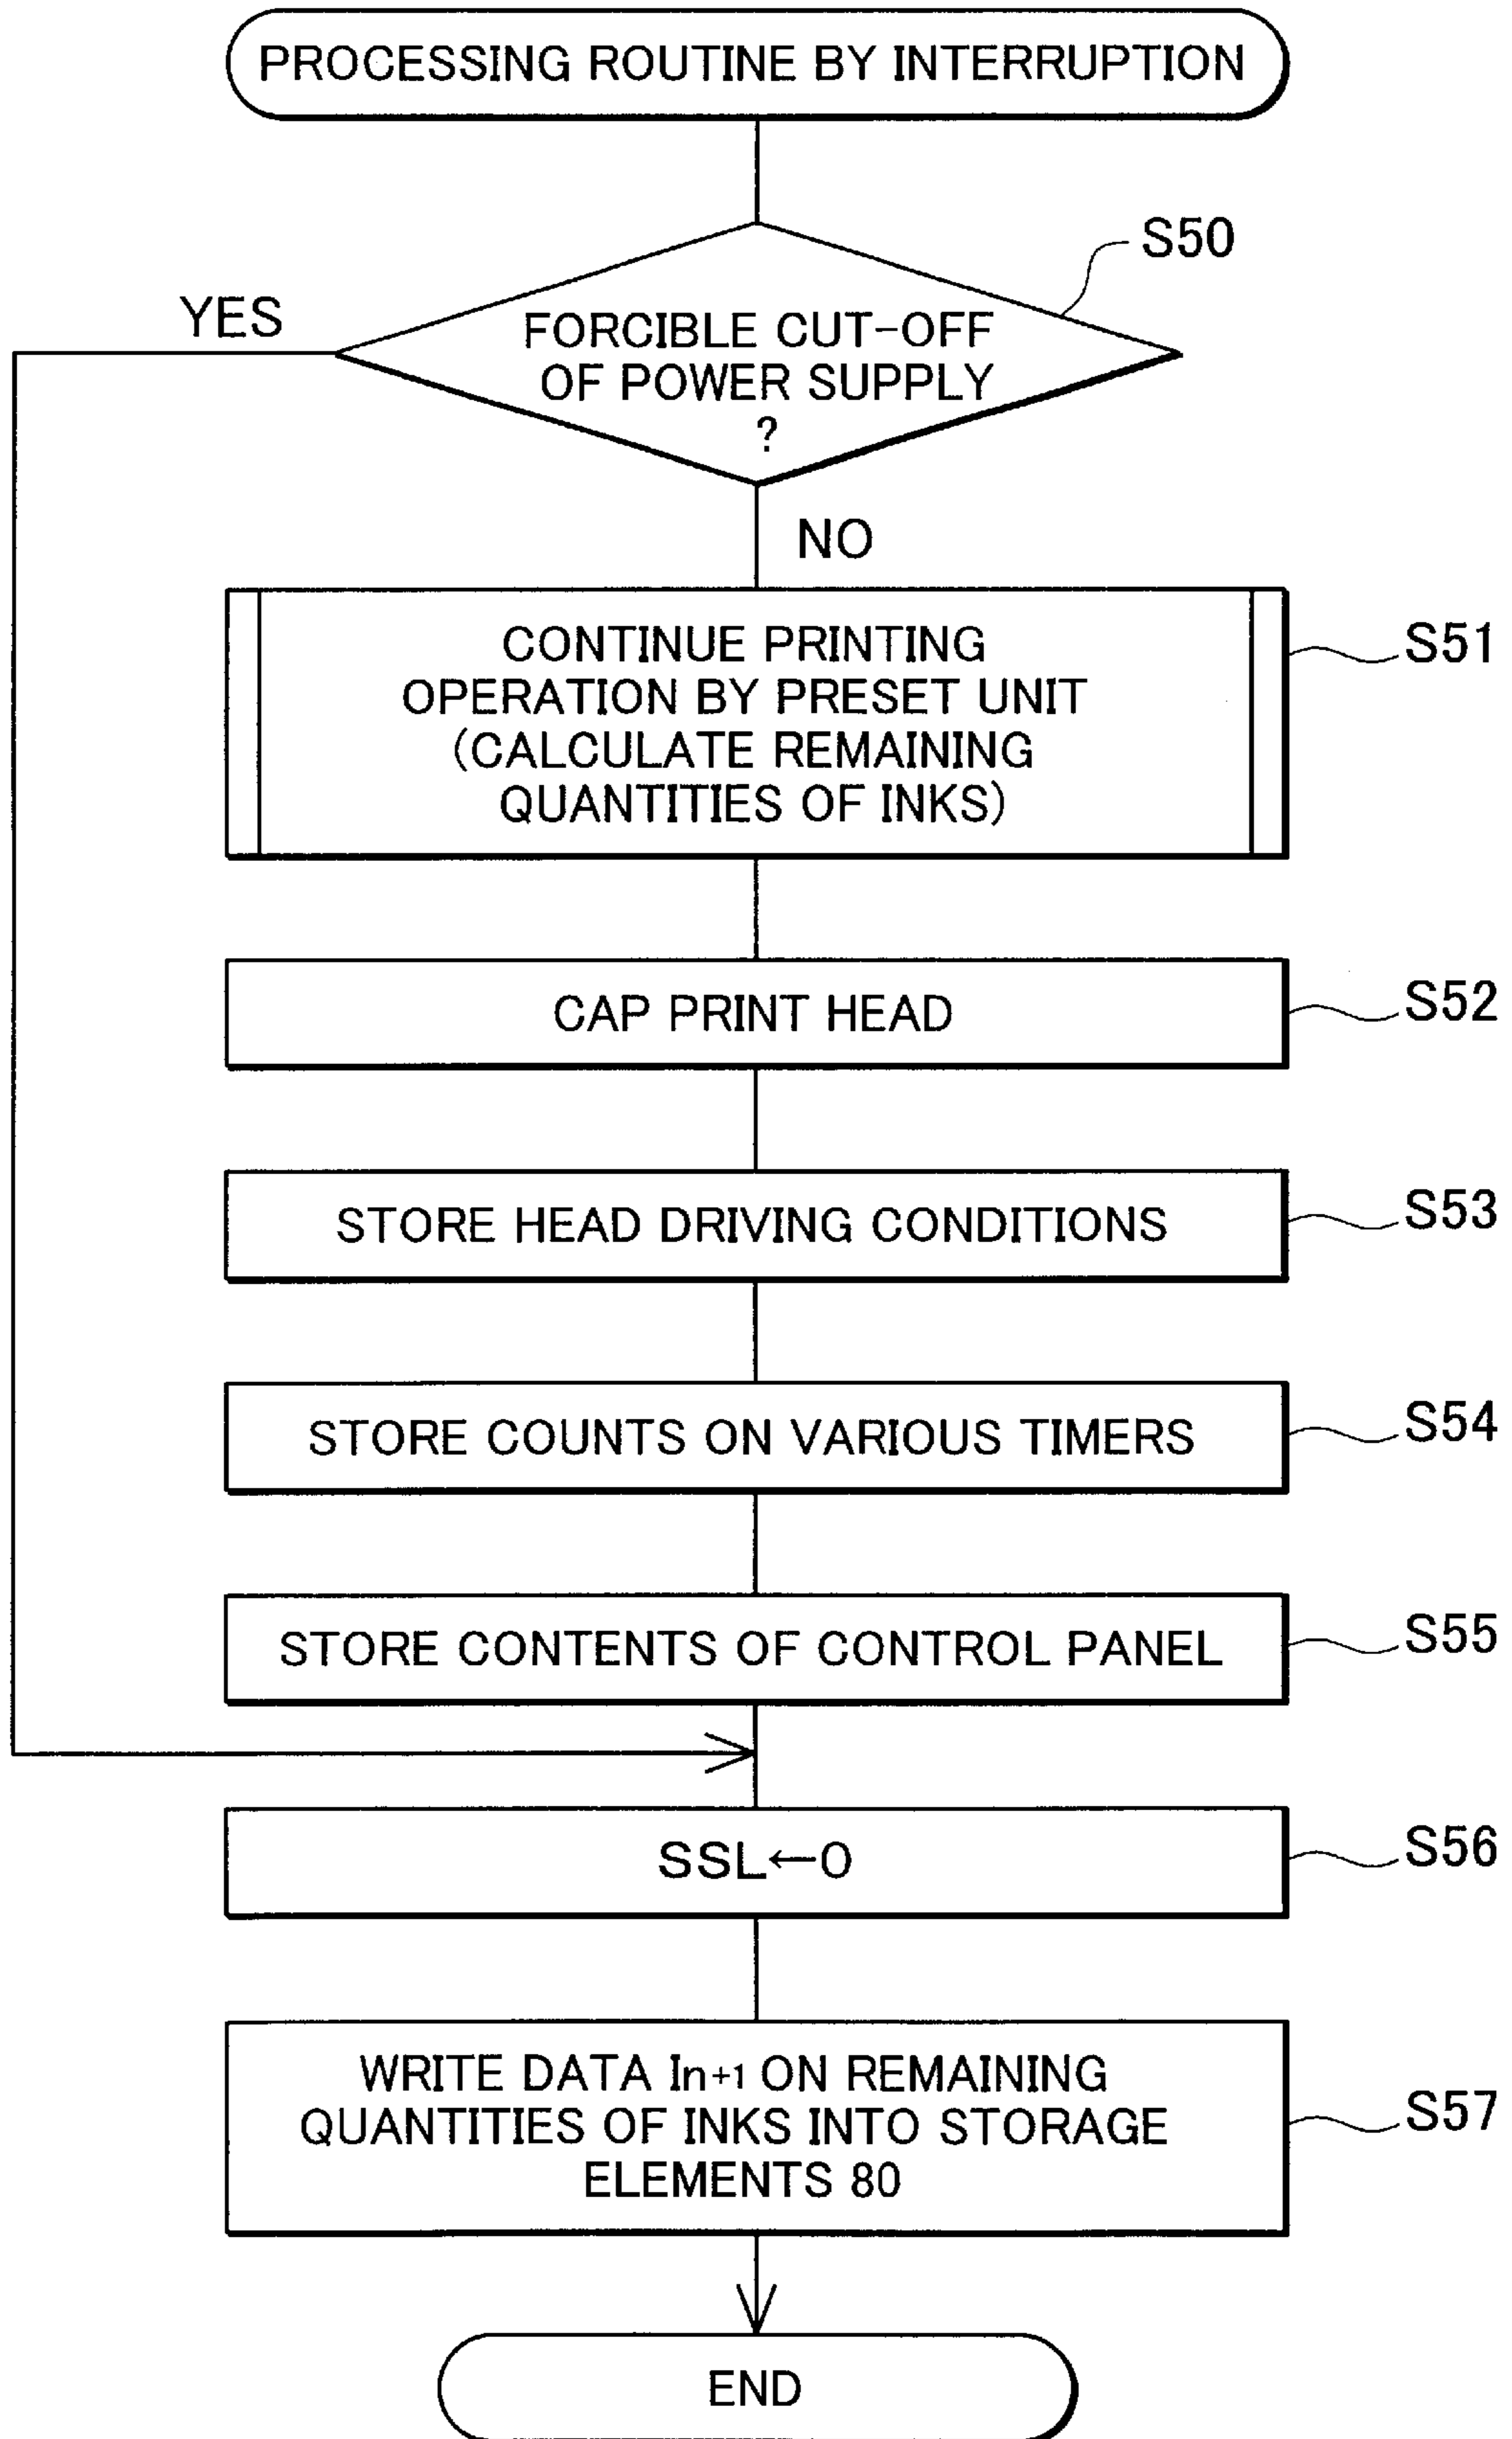 PROCESSING ROUTINE BY INTERRUPTION
S50
YES
FORCIBLE CUT-OFF
OF POWER SUPPLY
?
NO
CONTINUE PRINTING
OPERATION BY PRESET UNIT
(CALCULATE REMAINING
QUANTITIES OF INKS)
S51
CAP PRINT HEAD
S52
STORE HEAD DRIVING CONDITIONS
S53
STORE COUNTS ON VARIOUS TIMERS
S54
STORE CONTENTS OF CONTROL PANEL
S55
SSL←0
S56
WRITE DATA In+1 ON REMAINING
QUANTITIES OF INKS INTO STORAGE
ELEMENTS 80
S57
END